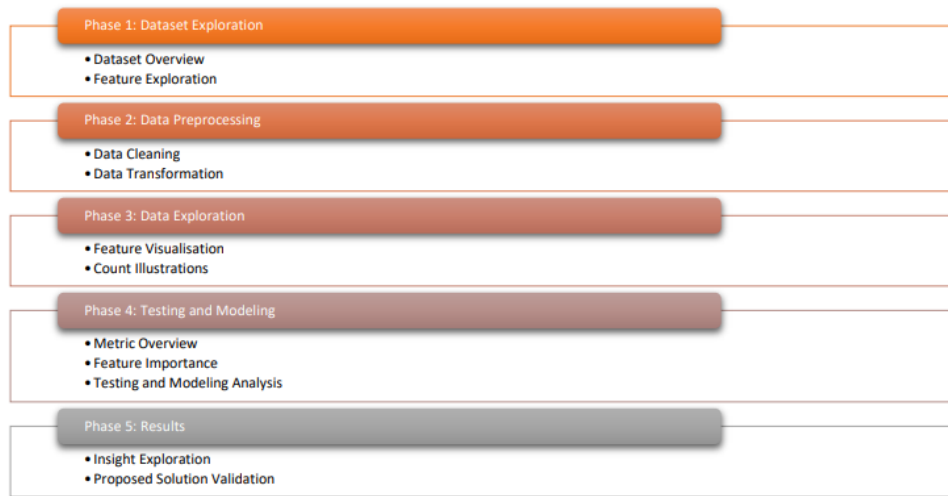 Phase 1: Dataset Exploration
• Dataset Overview
• Feature Exploration
Phase 2: Data Preprocessing
• Data Cleaning
• Data Transformation
Phase 3: Data Exploration
• Feature Visualisation
• Count Illustrations
Phase 4: Testing and Modeling
• Metric Overview
• Feature Importance
• Testing and Modeling Analysis
Phase 5: Results
• Insight Exploration
• Proposed Solution Validation